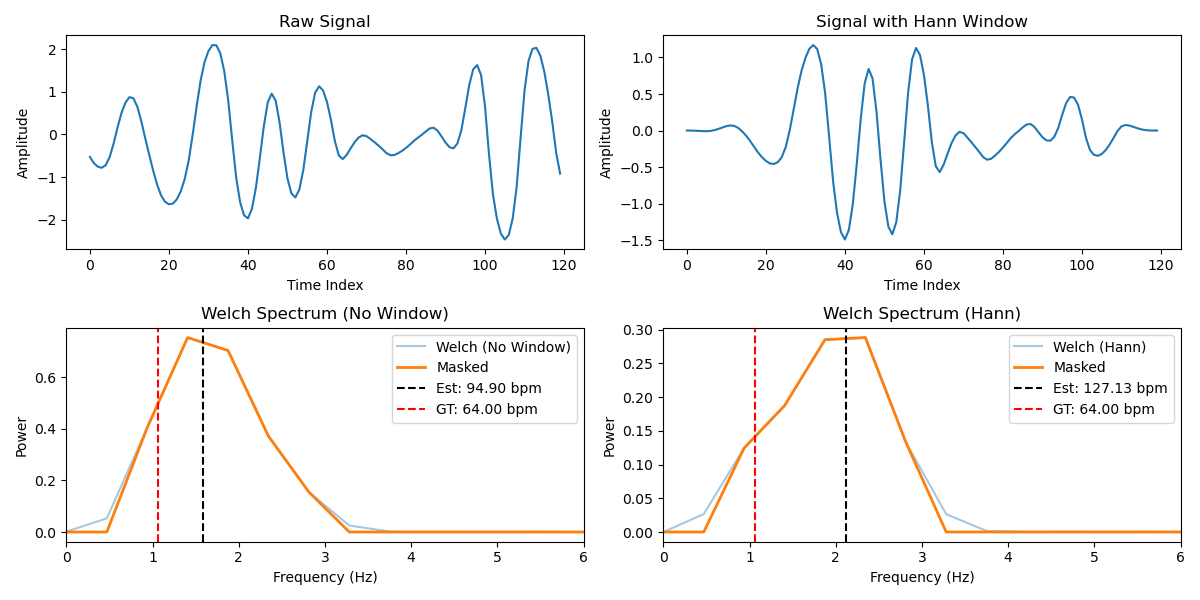 Raw Signal
Amplitude
2
1
0
−1
−2
0 20 40 60 80 100 120
Time Index
Signal with Hann Window
Amplitude
1.0
0.5
0.0
−0.5
−1.0
−1.5
0 20 40 60 80 100 120
Time Index
Welch Spectrum (No Window)
Power
0.6
0.4
0.2
0.0
0 1 2 3 4 5 6
Frequency (Hz)
Welch (No Window)
Masked
Est: 94.90 bpm
GT: 64.00 bpm
Welch Spectrum (Hann)
Power
0.30
0.25
0.20
0.15
0.10
0.05
0.00
0 1 2 3 4 5 6
Frequency (Hz)
Welch (Hann)
Masked
Est: 127.13 bpm
GT: 64.00 bpm